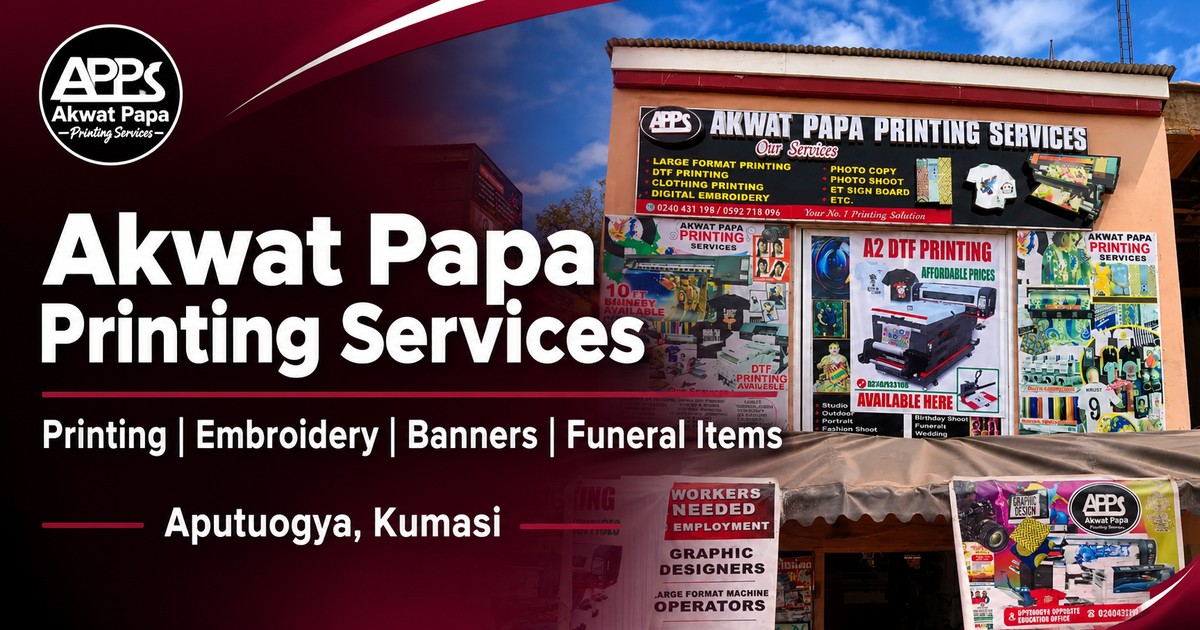 APPS
Akwat Papa
Printing Services
Akwat Papa
Printing Services
Printing | Embroidery | Banners | Funeral Items
Aputuogya, Kumasi
APPS
AKWAT PAPA PRINTING SERVICES
Our Services
LARGE FORMAT PRINTING
DTF PRINTING
CLOTHING PRINTING
DIGITAL EMBROIDERY
PHOTO COPY
PHOTO SHOOT
ET SIGN BOARD
ETC.
0240 431 198 / 0592 718 096
Your No. 1 Printing Solution
AKWAT PAPA
PRINTING
SERVICES
10 FT
AVAILABLE
DTF
PRINTING
AVAILABLE
A2 DTF PRINTING
AFFORDABLE PRICES
AVAILABLE HERE
Studio
Outdoor
Portrait
Fashion Shoot
Birthday Shoot
Funerals
Wedding
AKWAT PAPA
PRINTING
SERVICES
9
WORKERS
NEEDED
EMPLOYMENT
GRAPHIC
DESIGNERS
LARGE FORMAT MACHINE
OPERATORS
GRAPHIC
DESIGN
APPS
Akwat Papa
Printing Services
EDUCATION OFFICE